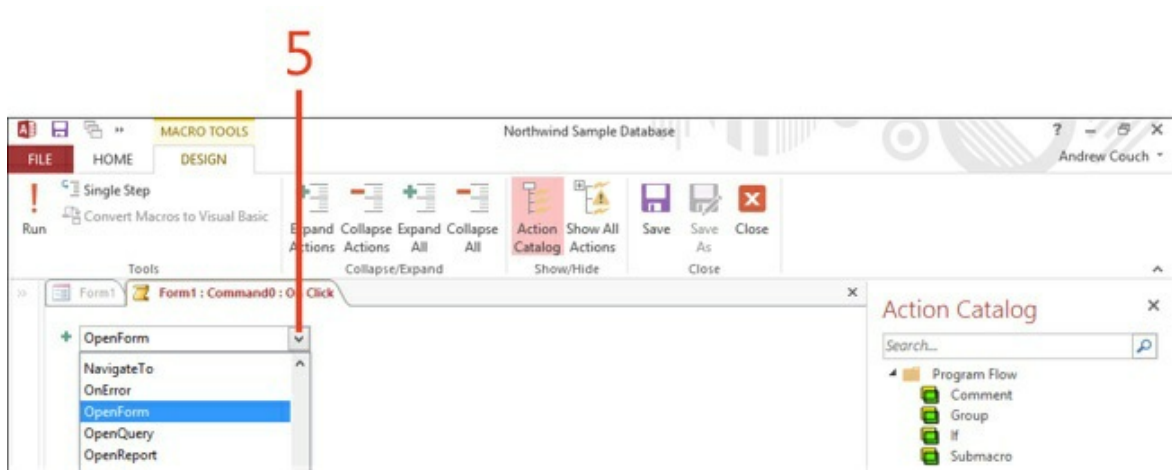 5
MACRO TOOLS
Northwind Sample Database
?
FILE
HOME
DESIGN
Andrew Couch
Run
Single Step
Convert Macros to Visual Basic
Tools
Expand Actions
Collapse Actions
Expand All
Collapse All
Collapse/Expand
Action Catalog
Show All Actions
Show/Hide
Save
Save As
Close
Close
Form1
Form1 : Command0 : On Click
OpenForm
NavigateTo
OnError
OpenForm
OpenQuery
OpenReport
Action Catalog
Search...
Program Flow
Comment
Group
If
Submacro